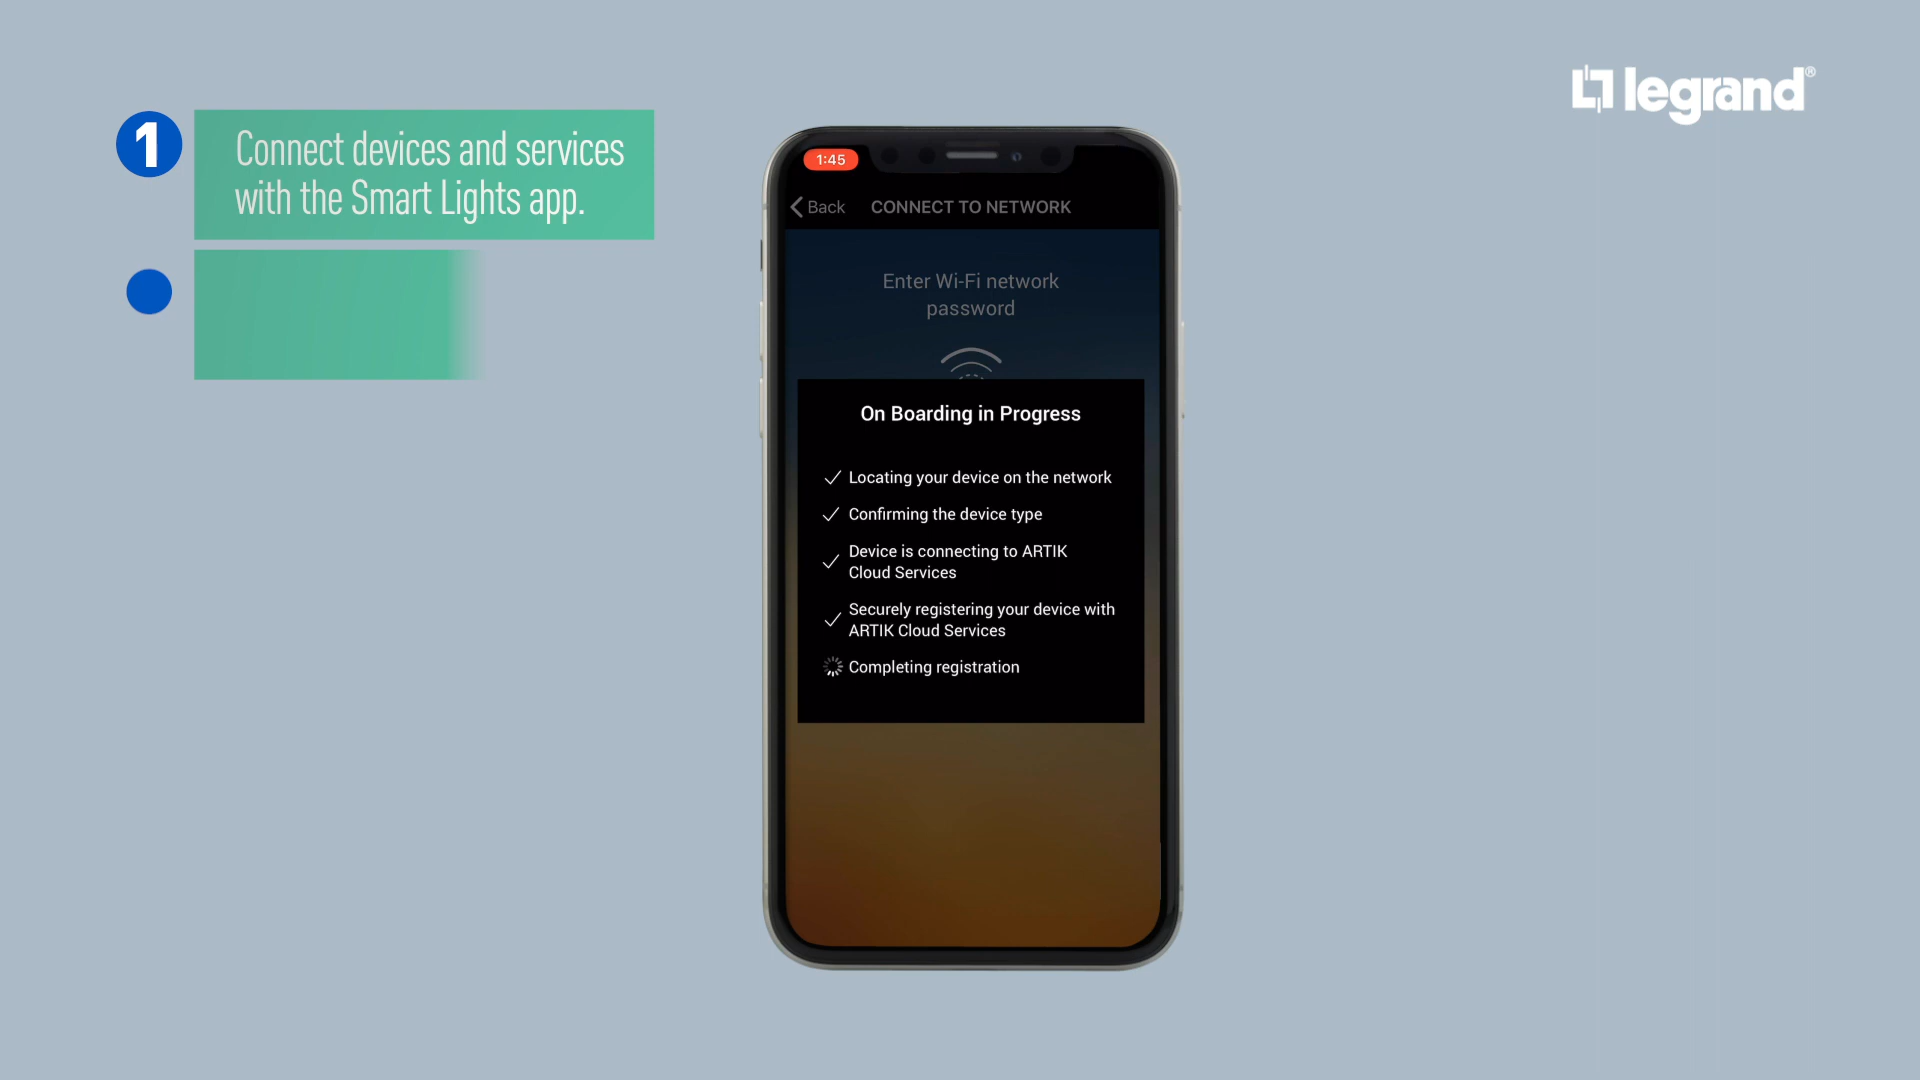 legrand®
1
Connect devices and services
with the Smart Lights app.
1:45
Back
CONNECT TO NETWORK
Enter Wi-Fi network
password
On Boarding in Progress
Locating your device on the network
Confirming the device type
Device is connecting to ARTIK
Cloud Services
Securely registering your device with
ARTIK Cloud Services
Completing registration